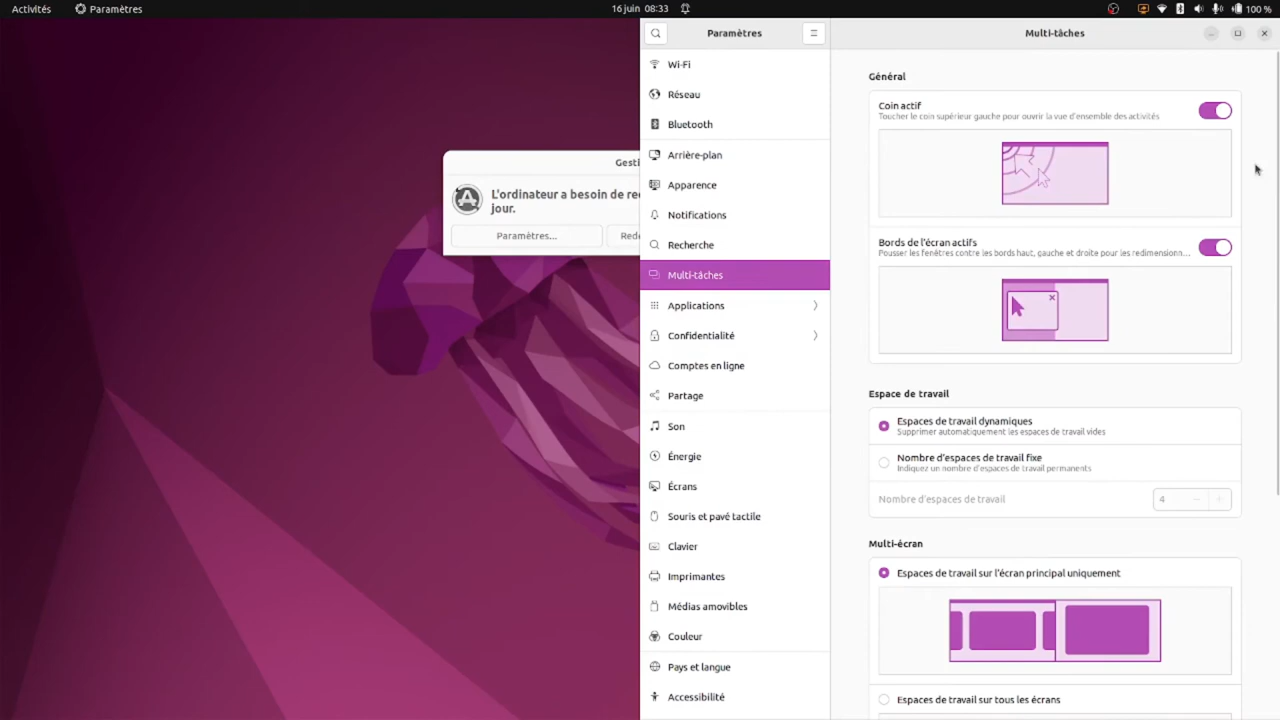 Activités Paramètres 16 juin 08:33 100 %
Paramètres
Multi-tâches
Gesti
L'ordinateur a besoin de re
jour.
Paramètres... Rede
Wi-Fi
Réseau
Bluetooth
Arrière-plan
Apparence
Notifications
Recherche
Multi-tâches
Applications
Confidentialité
Comptes en ligne
Partage
Son
Énergie
Écrans
Souris et pavé tactile
Clavier
Imprimantes
Médias amovibles
Couleur
Pays et langue
Accessibilité
Général
Coin actif
Toucher le coin supérieur gauche pour ouvrir la vue d'ensemble des activités
Bords de l'écran actifs
Pousser les fenêtres contre les bords haut, gauche et droite pour les redimensionn...
Espace de travail
Espaces de travail dynamiques
Supprimer automatiquement les espaces de travail vides
Nombre d'espaces de travail fixe
Indiquez un nombre d'espaces de travail permanents
Nombre d'espaces de travail 4 − +
Multi-écran
Espaces de travail sur l'écran principal uniquement
Espaces de travail sur tous les écrans